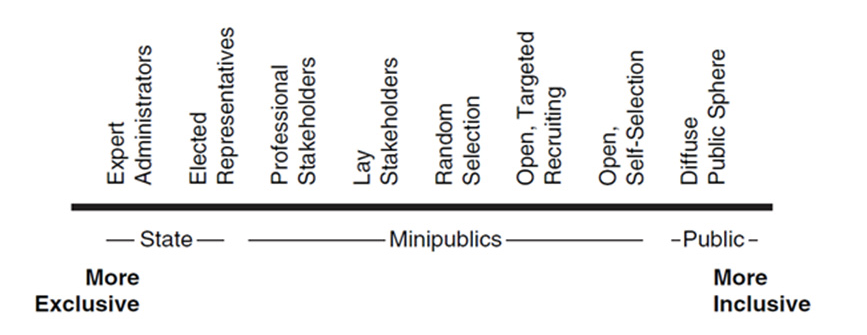 Expert
Administrators
Elected
Representatives
Professional
Stakeholders
Lay
Stakeholders
Random
Selection
Open, Targeted
Recruiting
Open,
Self-Selection
Diffuse
Public Sphere
State
Minipublics
Public
More
Exclusive
More
Inclusive